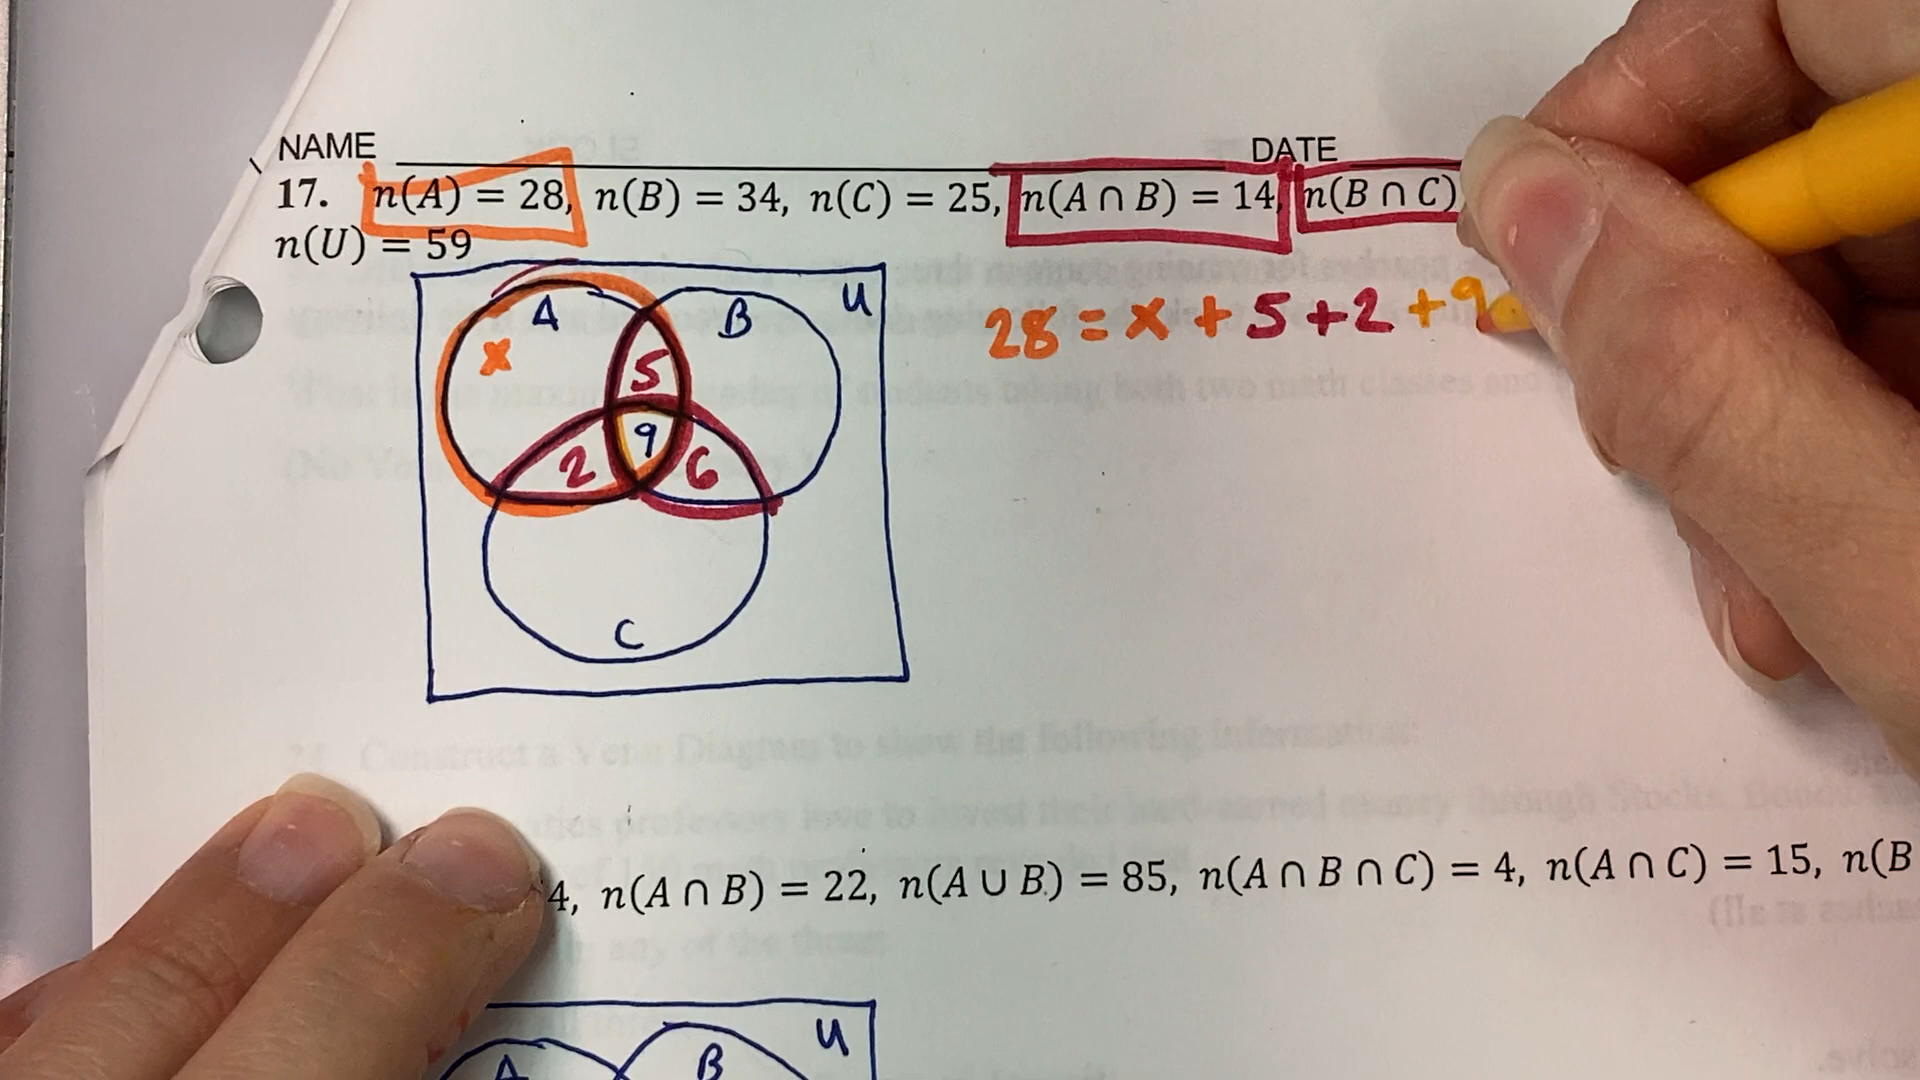 NAME DATE
17. n(A) = 28, n(B) = 34, n(C) = 25, n(A ∩ B) = 14, n(B ∩ C)
n(U) = 59
A B U
x 5
28 = x + 5 + 2 + 9
2 9 6
C
4, n(A ∩ B) = 22, n(A ∪ B) = 85, n(A ∩ B ∩ C) = 4, n(A ∩ C) = 15, n(B
A B U